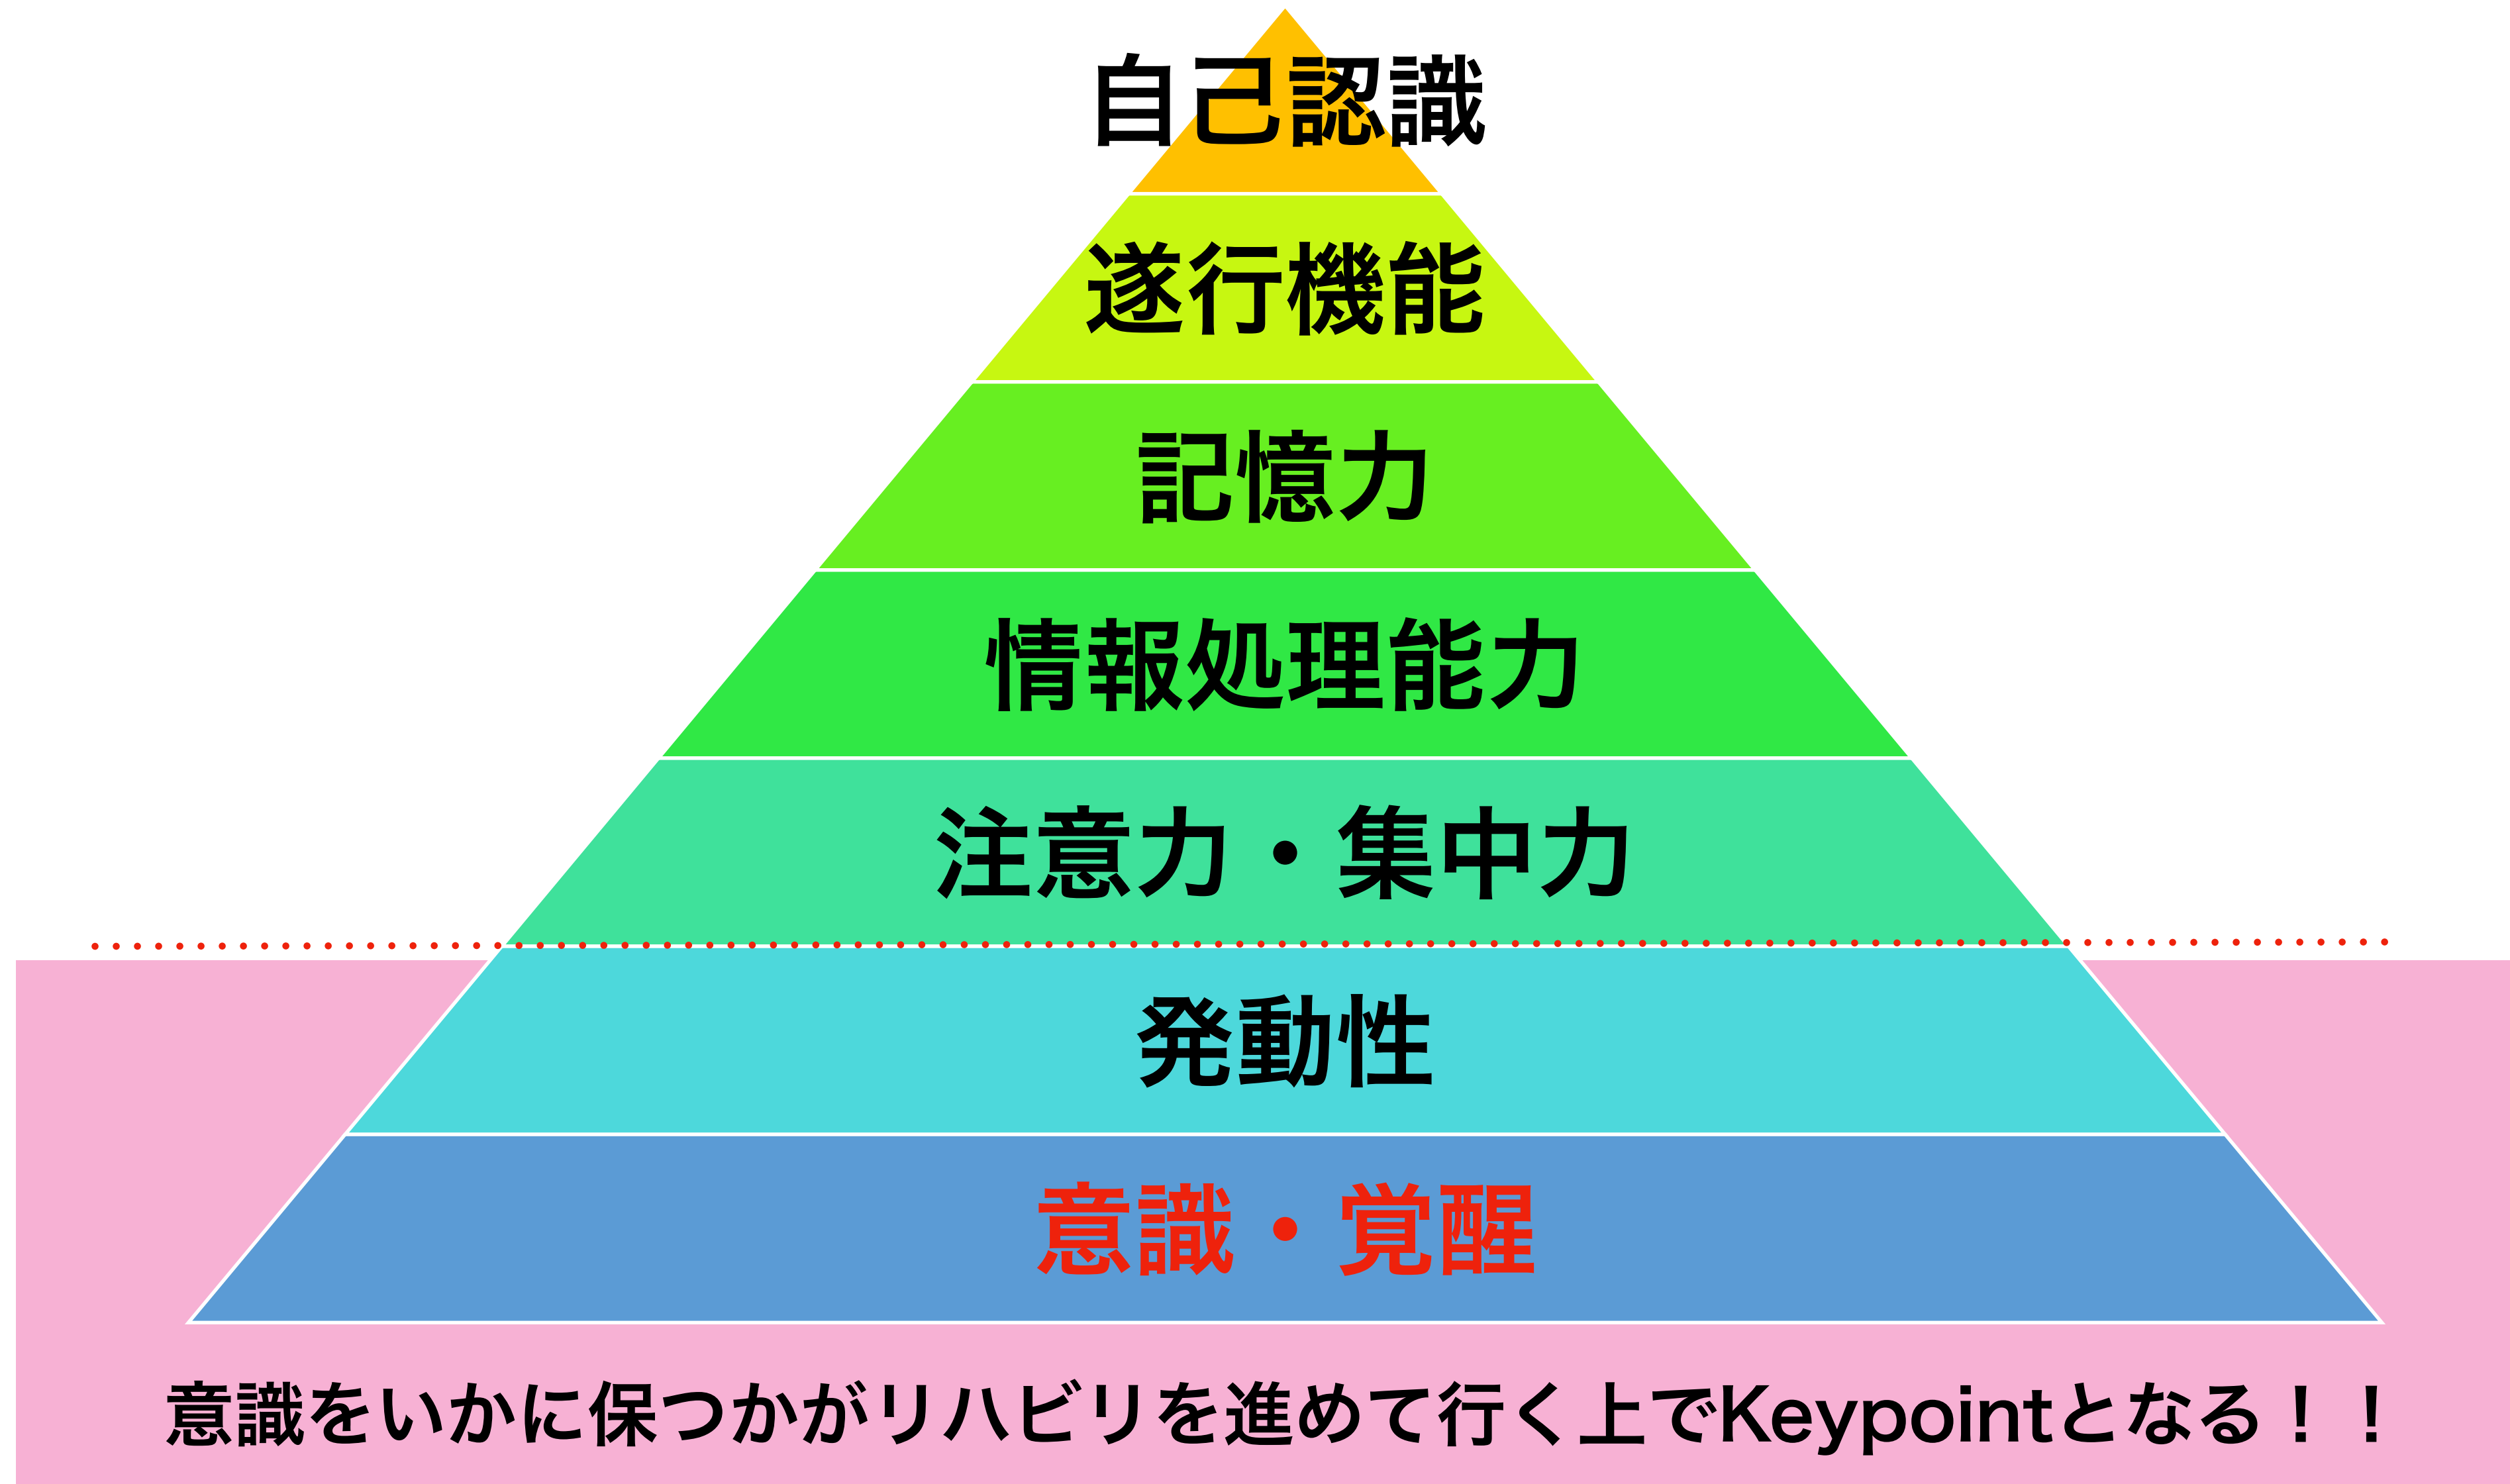 自己認識
遂行機能
記憶力
情報処理能力
注意力・集中力
発動性
意識・覚醒
意識をいかに保つかがリハビリを進めて行く上でKeypointとなる！！